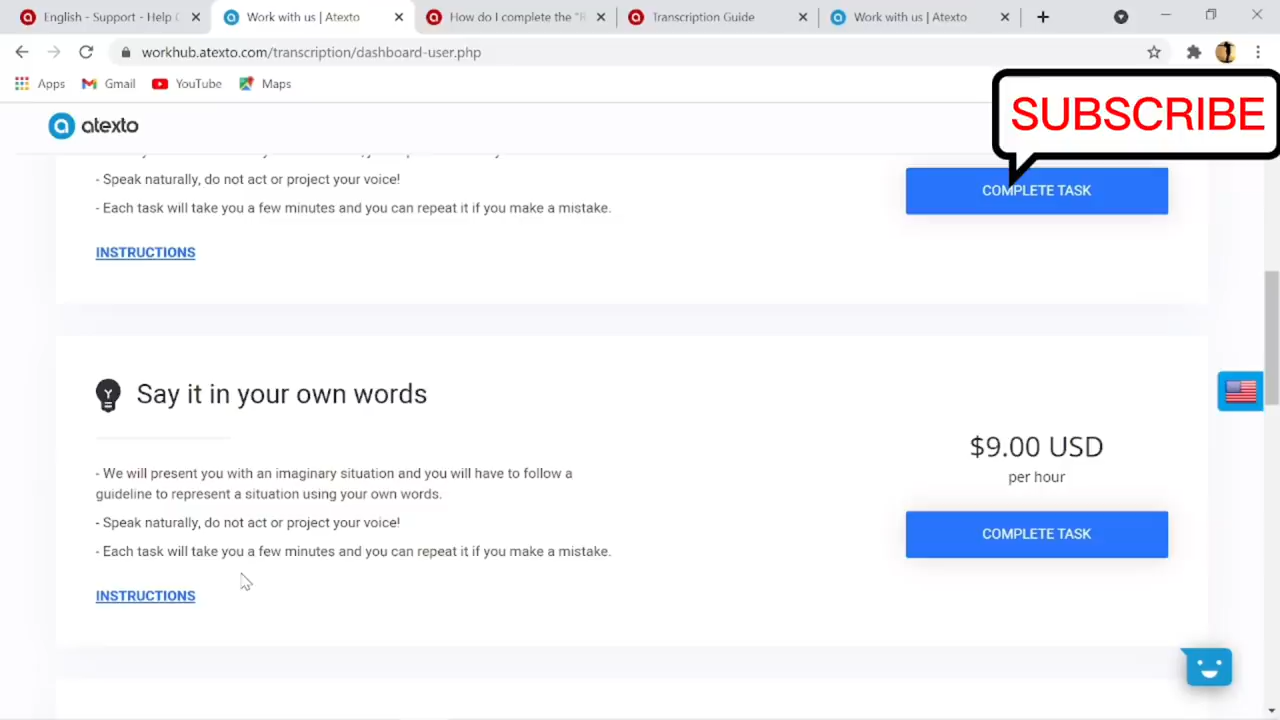 English - Support - Help C
Work with us | Atexto
How do I complete the "R
Transcription Guide
Work with us | Atexto
workhub.atexto.com/transcription/dashboard-user.php
Apps
Gmail
YouTube
Maps
SUBSCRIBE
atexto
- Speak naturally, do not act or project your voice!
COMPLETE TASK
- Each task will take you a few minutes and you can repeat it if you make a mistake.
INSTRUCTIONS
Say it in your own words
$9.00 USD
per hour
- We will present you with an imaginary situation and you will have to follow a
guideline to represent a situation using your own words.
- Speak naturally, do not act or project your voice!
COMPLETE TASK
- Each task will take you a few minutes and you can repeat it if you make a mistake.
INSTRUCTIONS